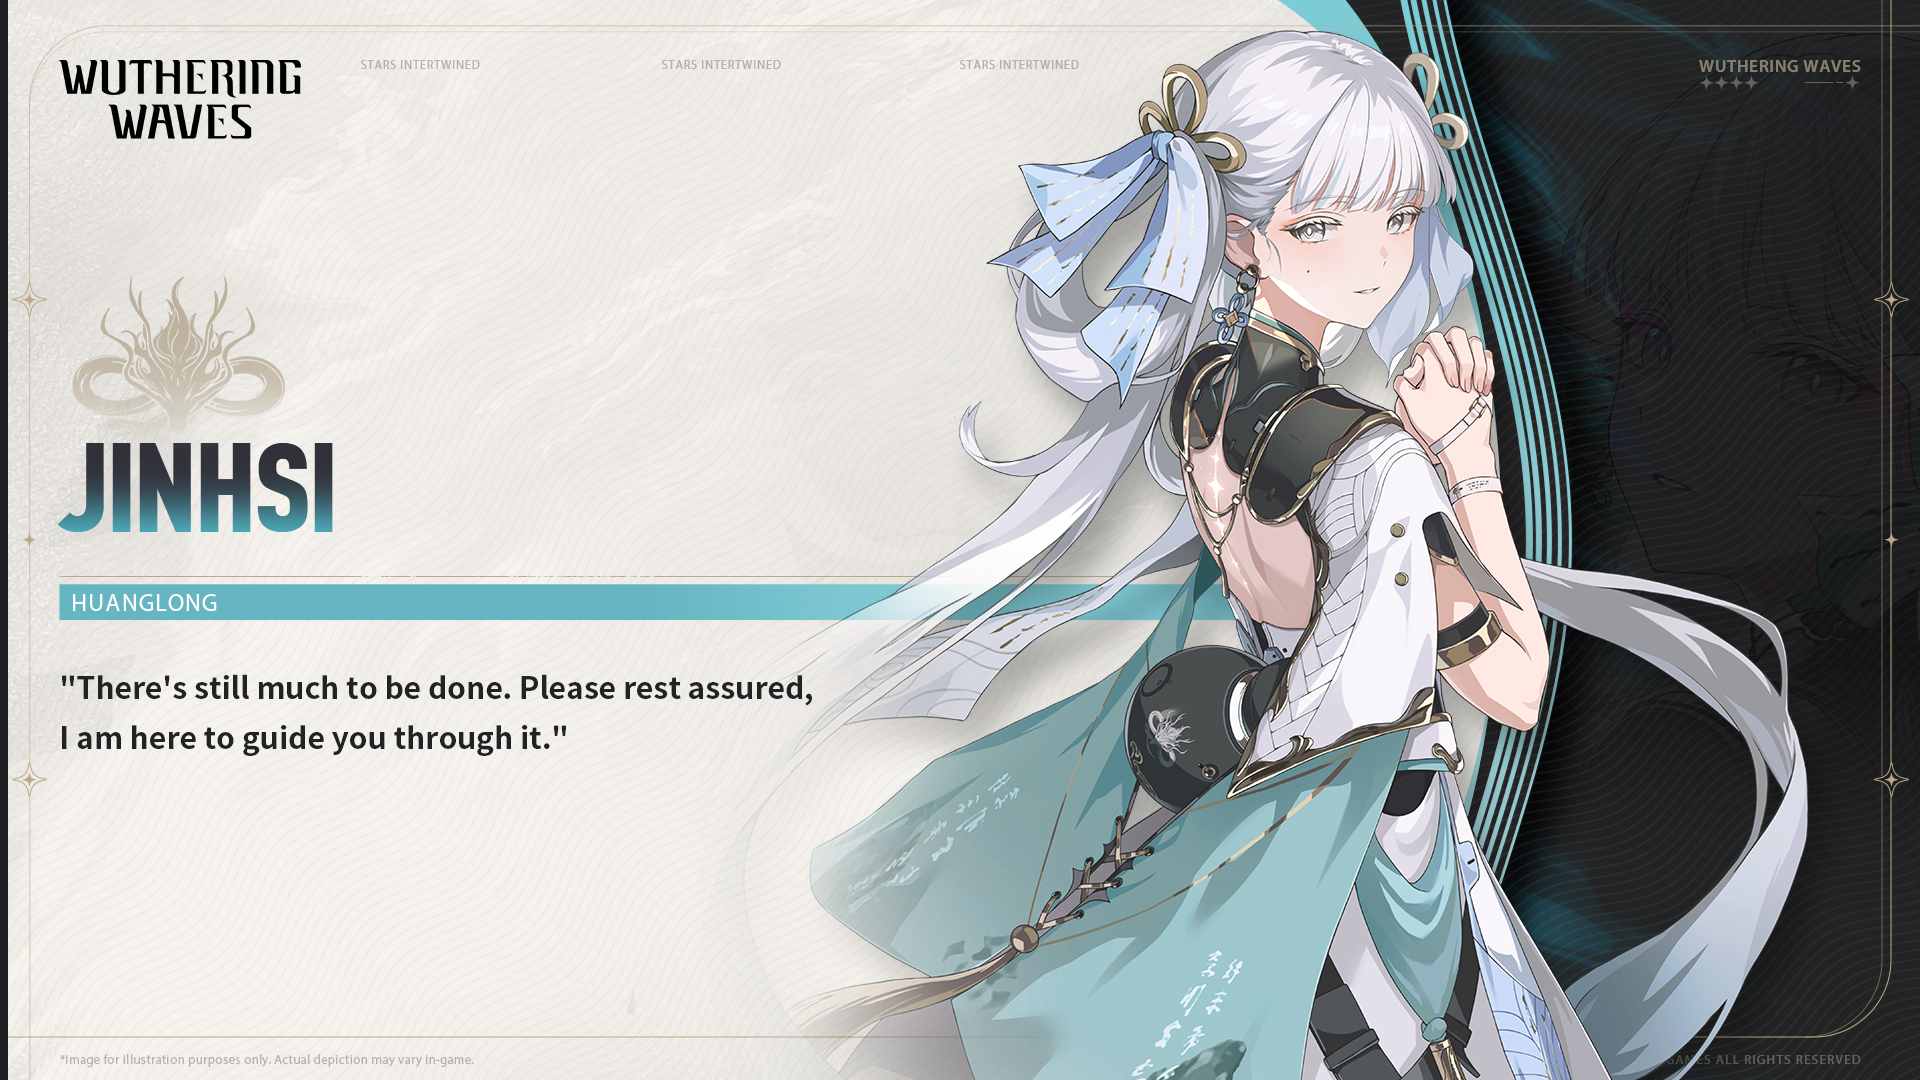 WUTHERING
WAVES
STARS INTERTWINED
STARS INTERTWINED
STARS INTERTWINED
WUTHERING WAVES
JINHSI
HUANGLONG
"There's still much to be done. Please rest assured,
I am here to guide you through it."
*Image for illustration purposes only. Actual depiction may vary in-game.
GAMES ALL RIGHTS RESERVED